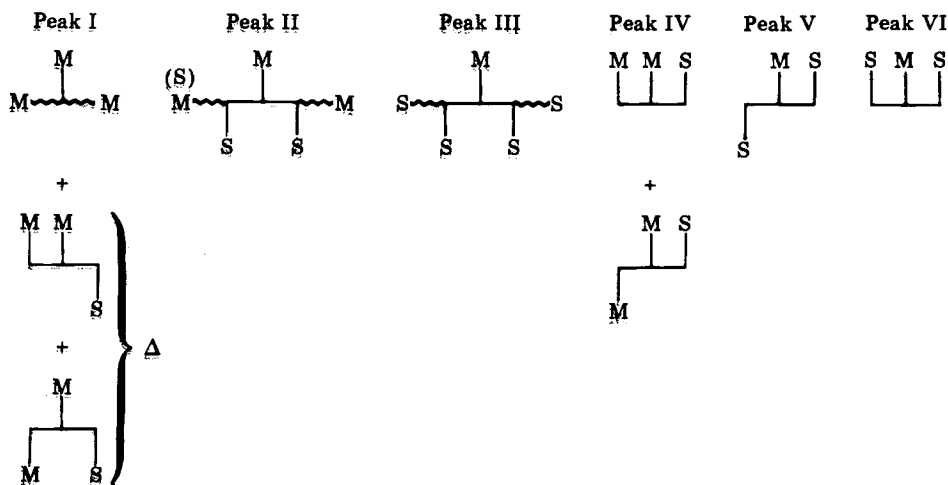 Peak I Peak II Peak III Peak IV Peak V Peak VI
M M M M M S M S S M S
(S)
M M M M S S
S S S S S
+ +
M M M S
S M
+ Δ
M
M S